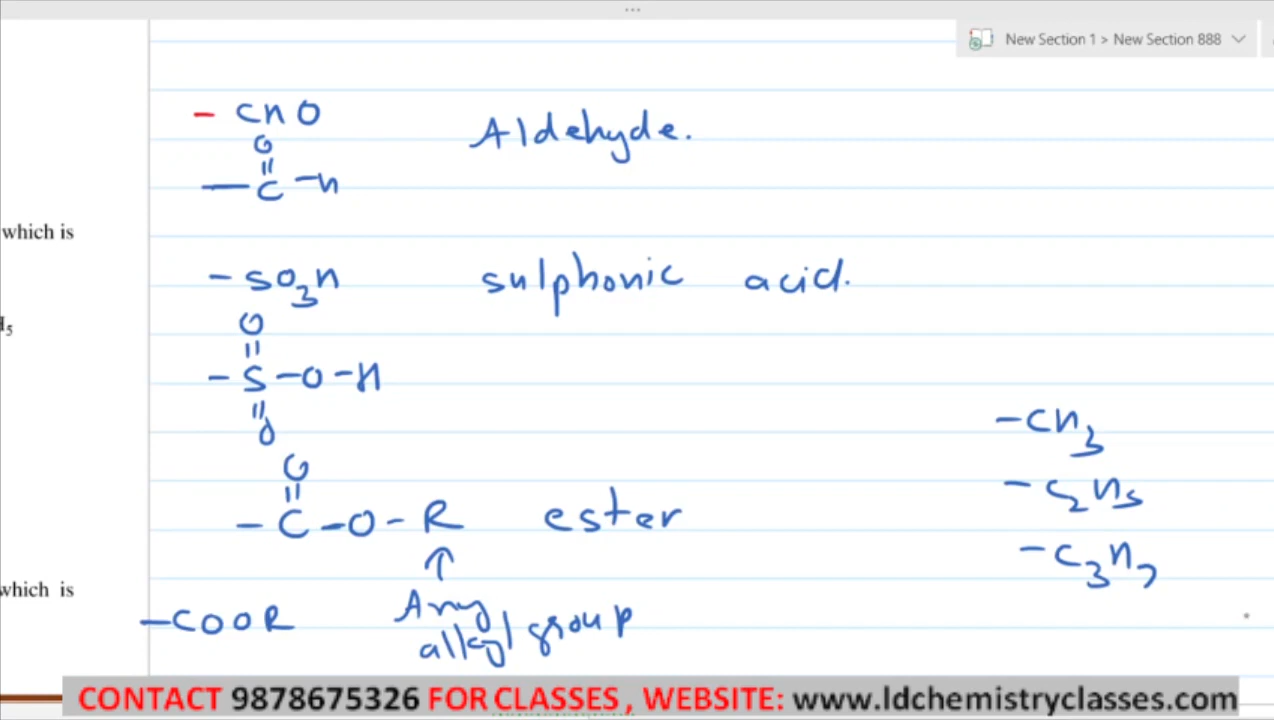 New Section 1 > New Section 888
- CHO
Aldehyde.
O
||
— C – H
which is
- SO3H
sulphonic acid.
H5
O
||
- S – O – H
||
O
- CH3
O
||
- C – O – R
ester
- C2H5
↑
- C3H7
which is
- COOR
Any
alkyl group
CONTACT 9878675326 FOR CLASSES , WEBSITE: www.ldchemistryclasses.com